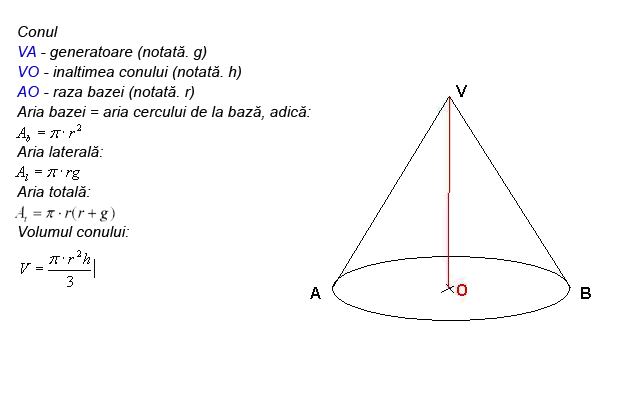 Conul
VA - generatoare (notată. g)
VO - inaltimea conului (notată. h)
AO - raza bazei (notată. r)
Aria bazei = aria cercului de la bază, adică:
A_b = π · r²
Aria laterală:
A_l = π · rg
Aria totală:
A_t = π · r(r + g)
Volumul conului:
V = π · r²h / 3
V
A
O
B